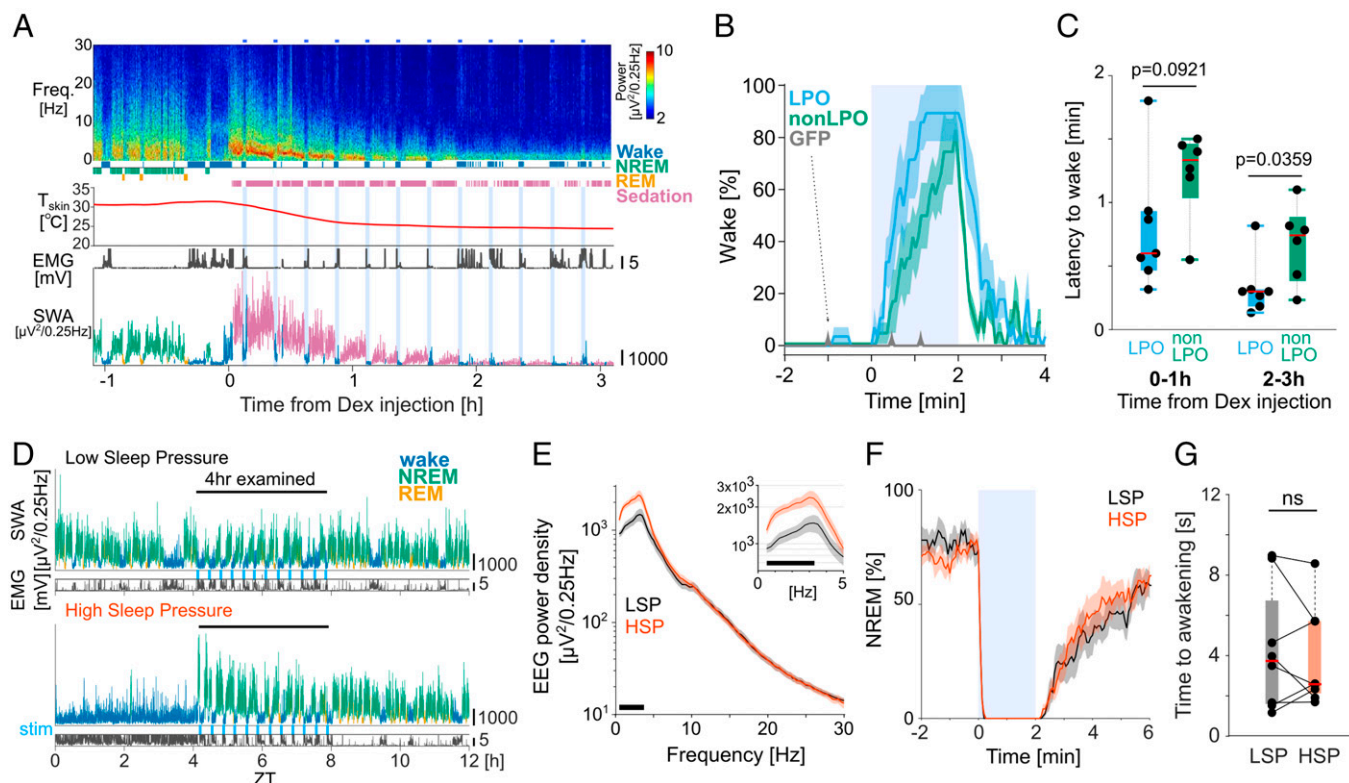 A
30
Freq.
[Hz]
0
Power
[µV²/0.25Hz]
10
2
Wake
NREM
REM
Sedation
Tskin
[°C]
35
30
25
20
EMG
[mV]
5
SWA
[µV²/0.25Hz]
1000
-1
0
1
2
3
Time from Dex injection [h]
B
Wake [%]
100
80
60
40
20
0
LPO
nonLPO
GFP
-2
0
2
4
Time [min]
C
Latency to wake [min]
2
1
0
p=0.0921
p=0.0359
LPO
non
LPO
LPO
non
LPO
0-1h
2-3h
Time from Dex injection
D
Low Sleep Pressure
4hr examined
wake
NREM
REM
SWA
[µV²/0.25Hz]
EMG
[mV]
1000
5
High Sleep Pressure
1000
stim
5
0
2
4
6
8
10
12
[h]
ZT
E
EEG power density
[µV²/0.25Hz]
10³
10²
10¹
LSP
HSP
3x10³
2x10³
10³
0
5
[Hz]
0
10
20
30
Frequency [Hz]
F
NREM [%]
100
50
0
LSP
HSP
-2
0
2
4
6
Time [min]
G
Time to awakening [s]
12
10
8
6
4
2
0
ns
LSP
HSP